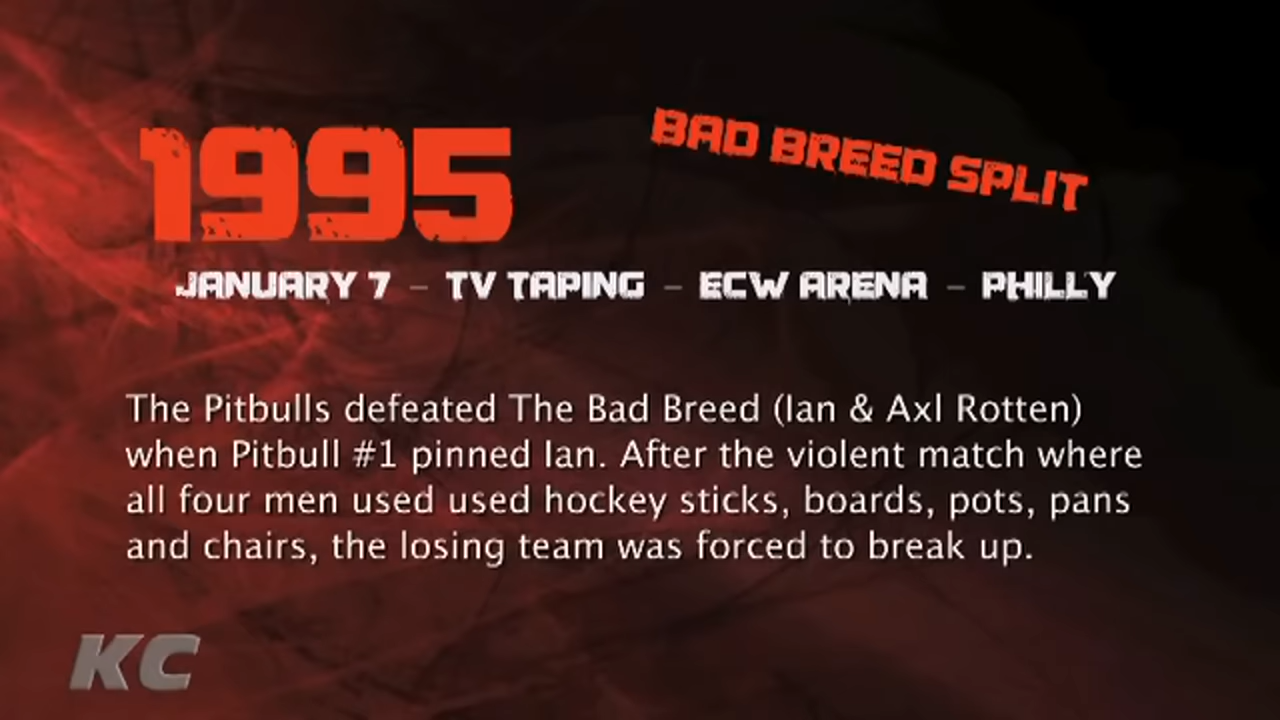 1995
BAD BREED SPLIT
JANUARY 7 – TV TAPING – ECW ARENA – PHILLY
The Pitbulls defeated The Bad Breed (Ian & Axl Rotten)
when Pitbull #1 pinned Ian. After the violent match where
all four men used used hockey sticks, boards, pots, pans
and chairs, the losing team was forced to break up.
KC